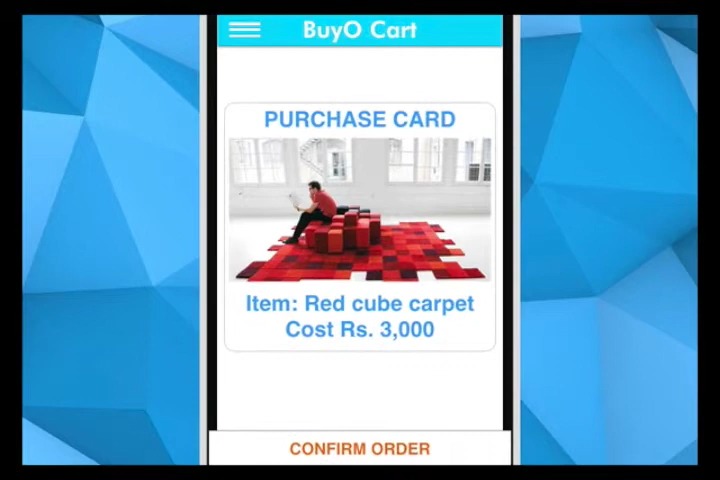 BuyO Cart
PURCHASE CARD
Item: Red cube carpet
Cost Rs. 3,000
CONFIRM ORDER